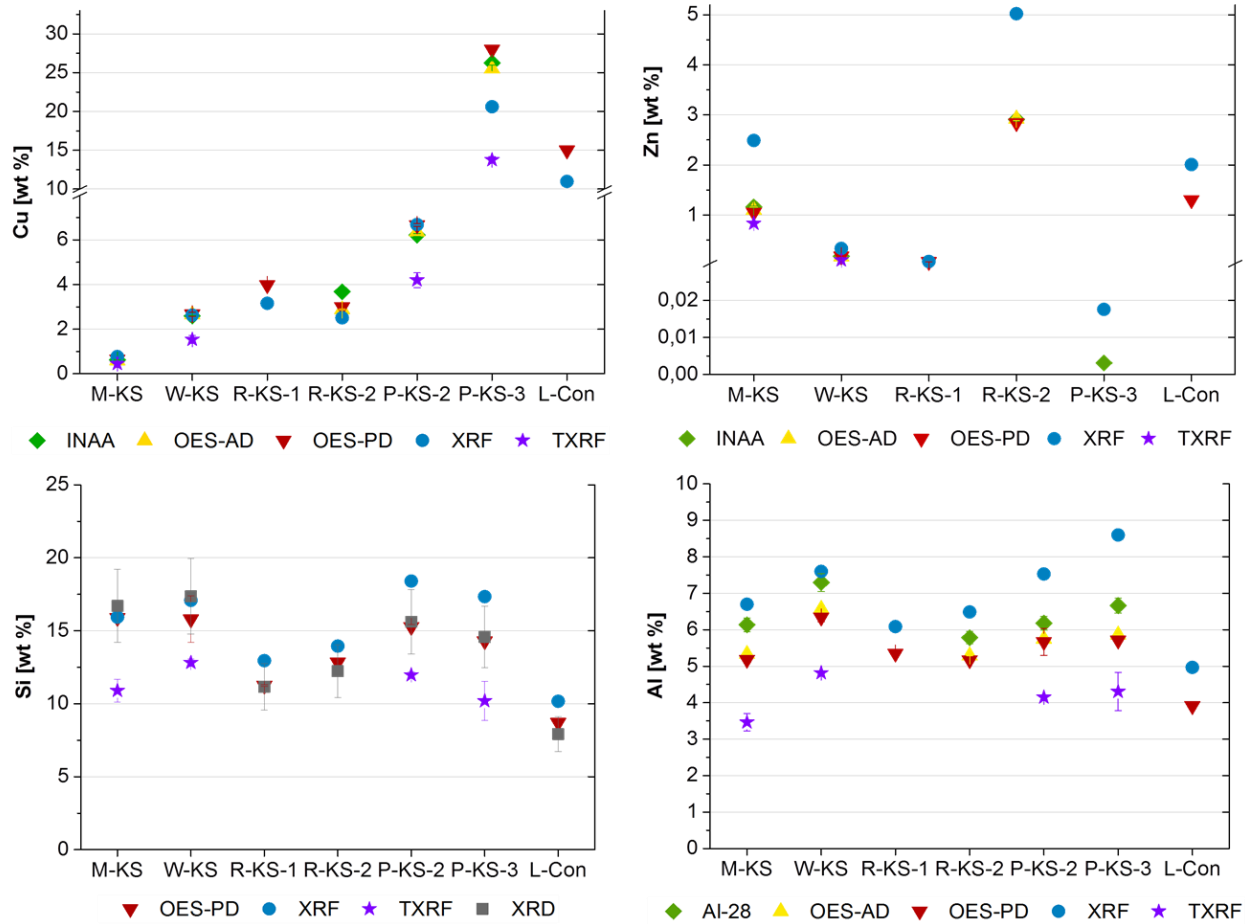 Cu [wt %]
30
25
20
15
10
6
4
2
0
M-KS W-KS R-KS-1 R-KS-2 P-KS-2 P-KS-3 L-Con
INAA OES-AD OES-PD XRF TXRF
Zn [wt %]
5
4
3
2
1
0,02
0,01
0,00
M-KS W-KS R-KS-1 R-KS-2 P-KS-3 L-Con
INAA OES-AD OES-PD XRF TXRF
Si [wt %]
25
20
15
10
5
0
M-KS W-KS R-KS-1 R-KS-2 P-KS-2 P-KS-3 L-Con
OES-PD XRF TXRF XRD
Al [wt %]
10
9
8
7
6
5
4
3
2
1
0
M-KS W-KS R-KS-1 R-KS-2 P-KS-2 P-KS-3 L-Con
Al-28 OES-AD OES-PD XRF TXRF